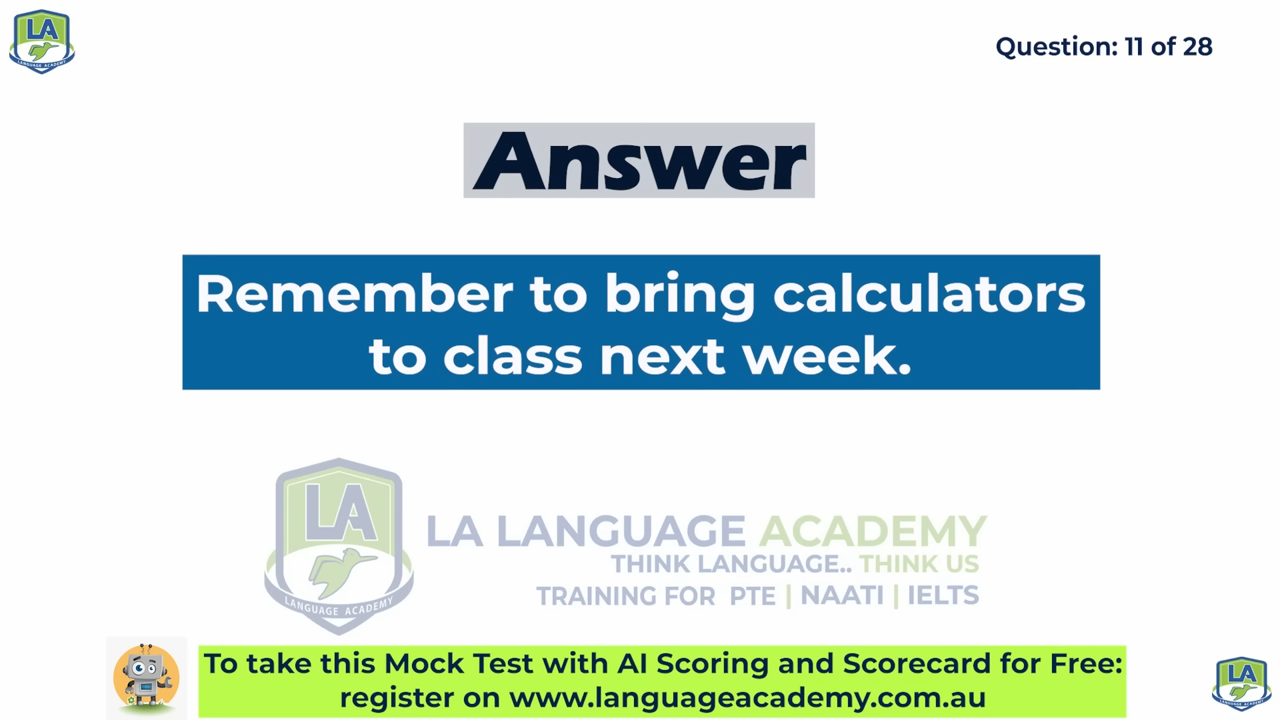 LA
LANGUAGE ACADEMY
Question: 11 of 28
Answer
Remember to bring calculators
to class next week.
LA
LANGUAGE ACADEMY
LA LANGUAGE ACADEMY
THINK LANGUAGE.. THINK US
TRAINING FOR PTE | NAATI | IELTS
To take this Mock Test with AI Scoring and Scorecard for Free:
register on www.languageacademy.com.au
LA
LANGUAGE ACADEMY